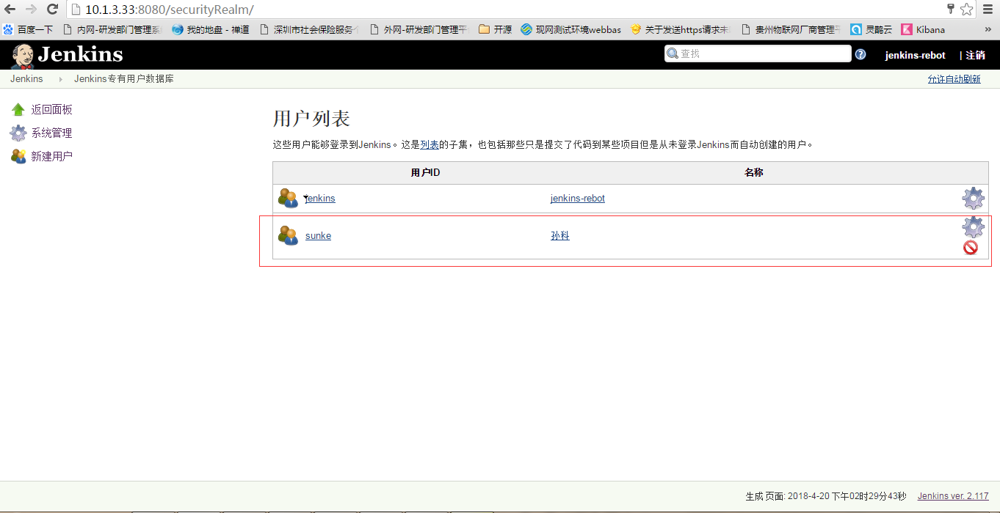 10.1.3.33:8080/securityRealm/
百度一下 内网-研发部门管理系 我的地盘 - 禅道 深圳市社会保险服务 外网-研发部门管理平 开源 现网测试环境webbas 关于发送https请求未 贵州物联网厂商管理平 灵鹊云 Kibana »
Jenkins 查找 jenkins-rebot | 注销
Jenkins Jenkins专有用户数据库 允许自动刷新
返回面板
系统管理
新建用户
用户列表
这些用户能够登录到Jenkins。这是列表的子集，也包括那些只是提交了代码到某些项目但是从未登录Jenkins而自动创建的用户。
用户ID 名称
jenkins jenkins-rebot
sunke 孙科
生成 页面: 2018-4-20 下午02时29分43秒 Jenkins ver. 2.117